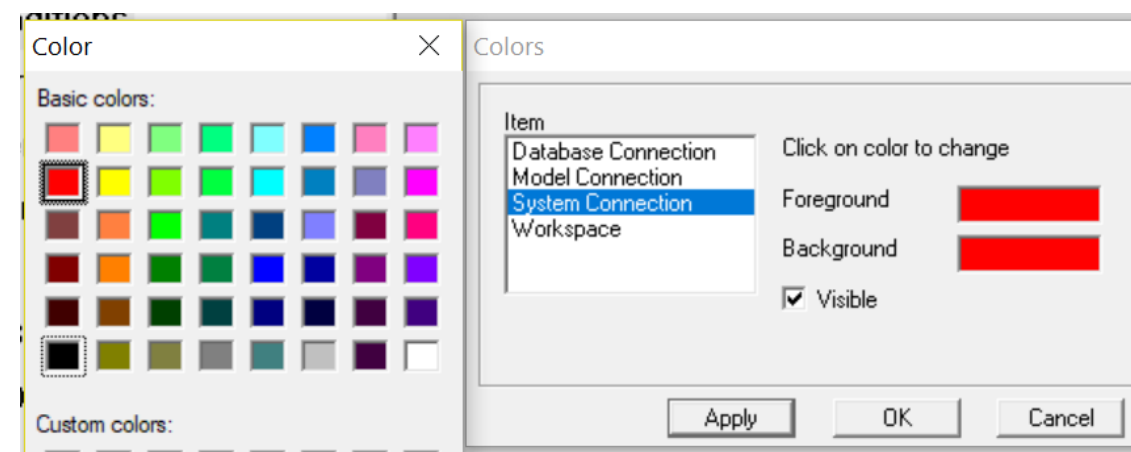 ditions
Color
Basic colors:
Custom colors:
Colors
Item
Database Connection
Model Connection
System Connection
Workspace
Click on color to change
Foreground
Background
Visible
Apply
OK
Cancel